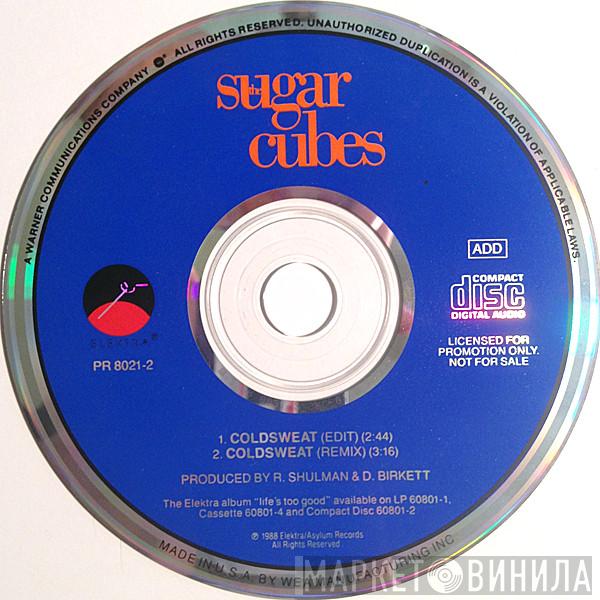 A WARNER COMMUNICATIONS COMPANY ALL RIGHTS RESERVED. UNAUTHORIZED DUPLICATION IS A VIOLATION OF APPLICABLE LAWS.
the
sugar
cubes
ADD
COMPACT
disc
DIGITAL AUDIO
ELEKTRA®
PR 8021-2
LICENSED FOR
PROMOTION ONLY.
NOT FOR SALE
1. COLDSWEAT (EDIT) (2:44)
2. COLDSWEAT (REMIX) (3:16)
PRODUCED BY R. SHULMAN & D. BIRKETT
The Elektra album "life's too good" available on LP 60801-1,
Cassette 60801-4 and Compact Disc 60801-2
℗ 1988 Elektra/Asylum Records
All Rights Reserved.
MADE IN U.S.A. BY WEA MANUFACTURING INC
МАРКЕТ ВИНИЛА